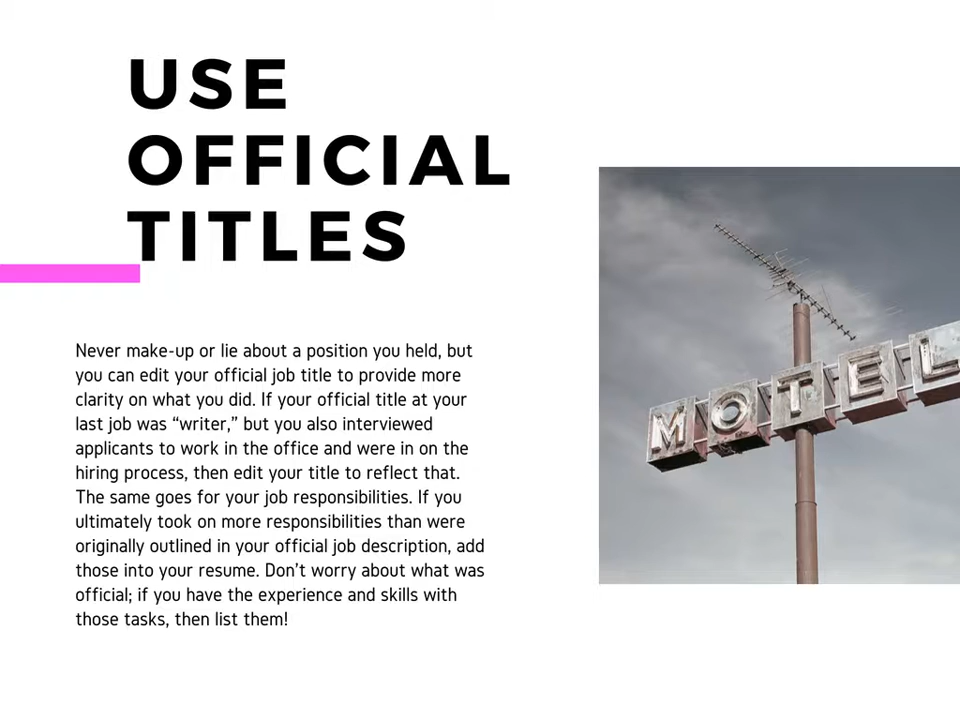 USE
OFFICIAL
TITLES
Never make-up or lie about a position you held, but
you can edit your official job title to provide more
clarity on what you did. If your official title at your
last job was “writer,” but you also interviewed
applicants to work in the office and were in on the
hiring process, then edit your title to reflect that.
The same goes for your job responsibilities. If you
ultimately took on more responsibilities than were
originally outlined in your official job description, add
those into your resume. Don’t worry about what was
official; if you have the experience and skills with
those tasks, then list them!
MOTEL